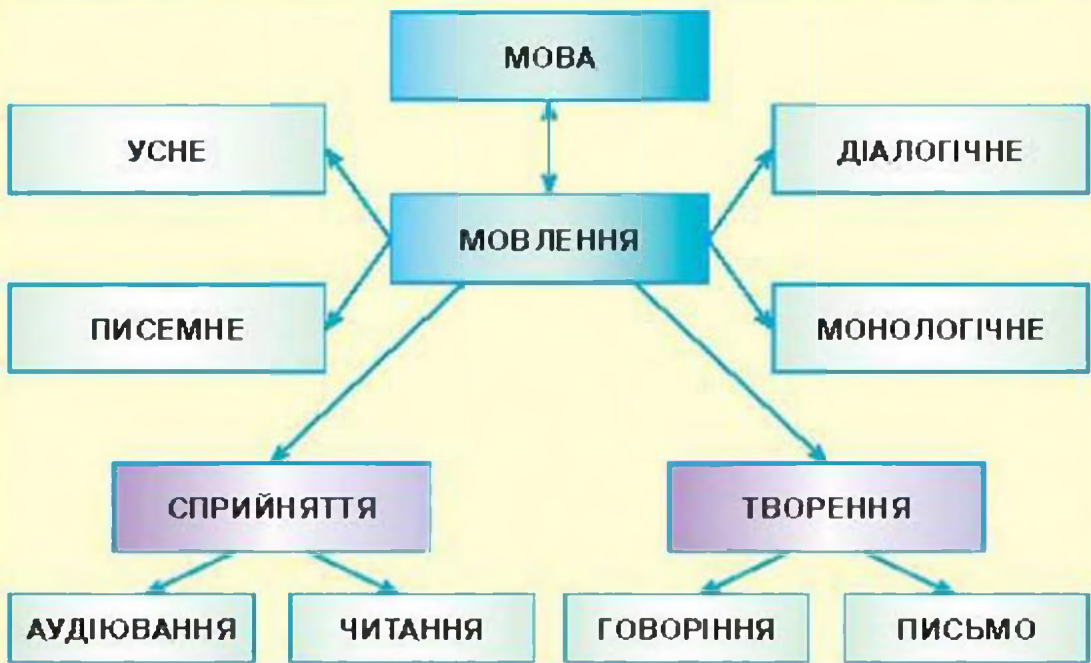 МОВА
УСНЕ
ДІАЛОГІЧНЕ
МОВЛЕННЯ
ПИСЕМНЕ
МОНОЛОГІЧНЕ
СПРИЙНЯТТЯ
ТВОРЕННЯ
АУДІЮВАННЯ
ЧИТАННЯ
ГОВОРІННЯ
ПИСЬМО